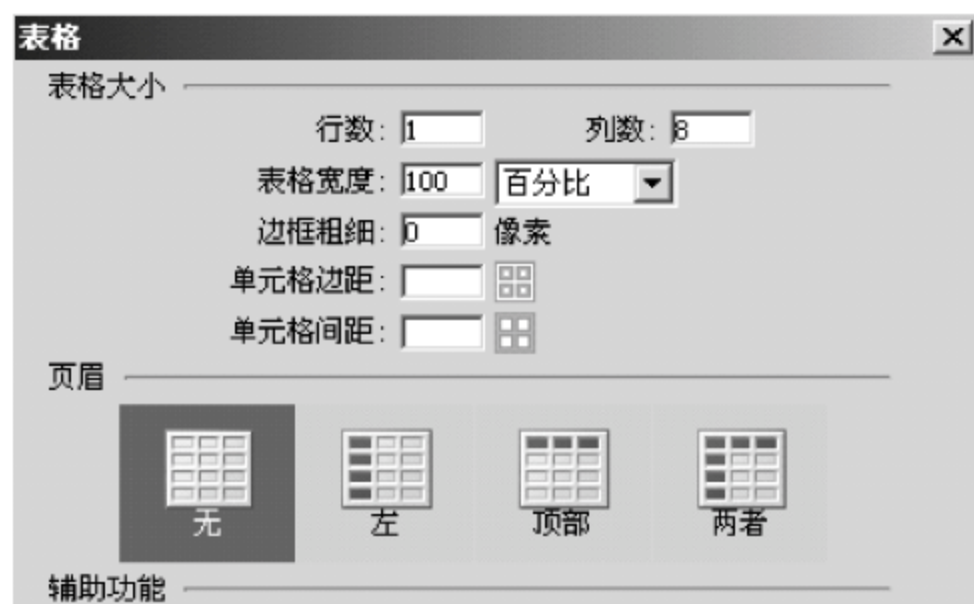 表格
表格大小
行数: 1 列数: 8
表格宽度: 100 百分比
边框粗细: 0 像素
单元格边距:
单元格间距:
页眉
无 左 顶部 两者
辅助功能